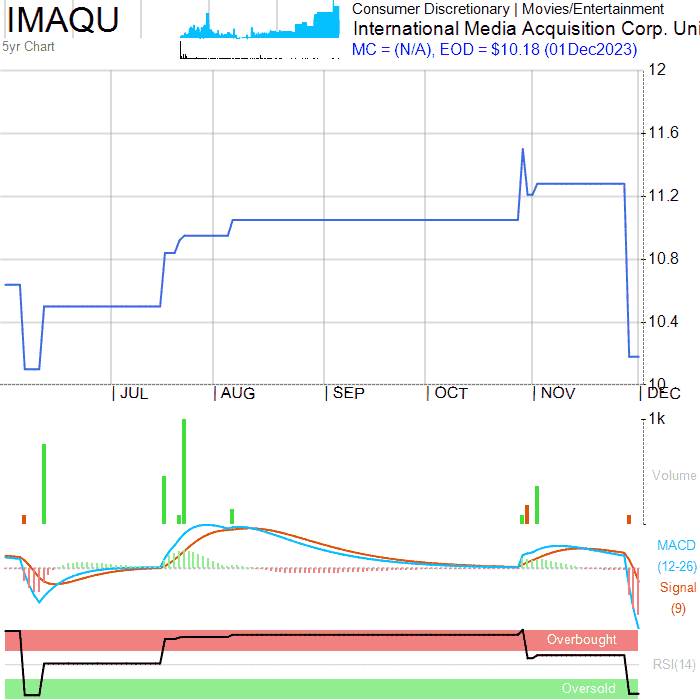 IMAQU
5yr Chart
Consumer Discretionary | Movies/Entertainment
International Media Acquisition Corp. Uni
MC = (N/A), EOD = $10.18 (01Dec2023)
12
11.6
11.2
10.8
10.4
10
JUL AUG SEP OCT NOV DEC
1k
Volume
MACD
(12-26)
Signal
(9)
Overbought
RSI(14)
Oversold